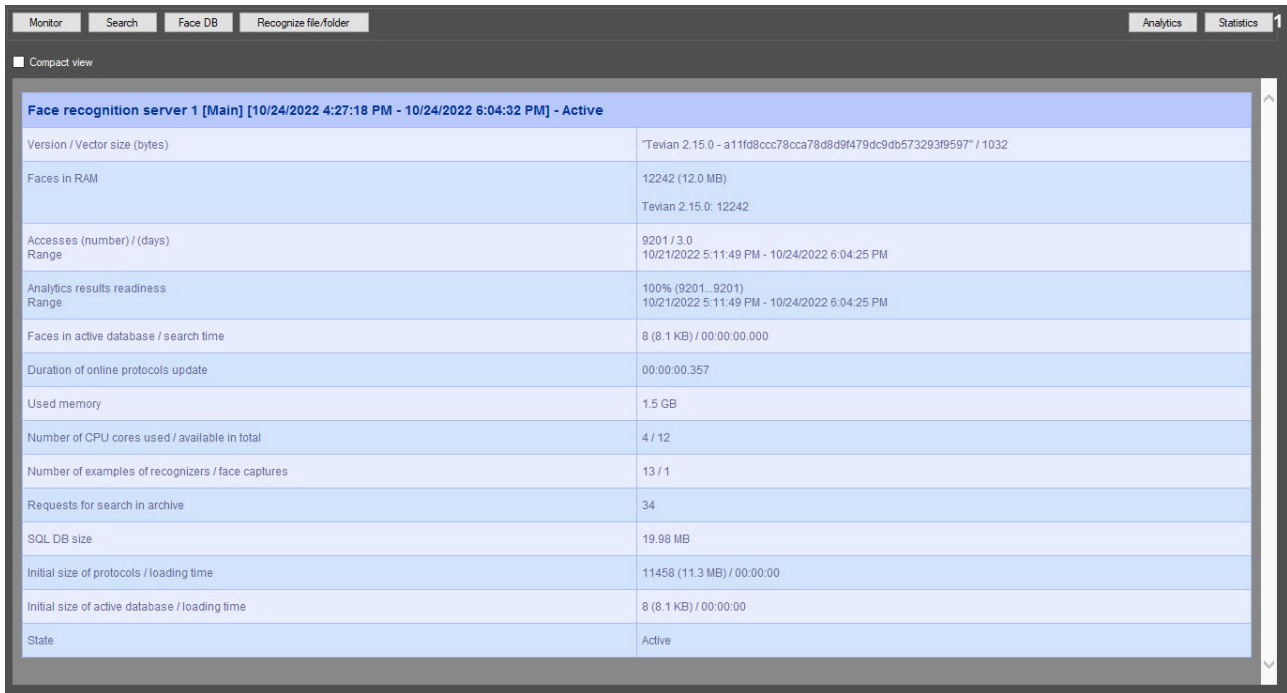 Monitor Search Face DB Recognize file/folder Analytics Statistics 1
Compact view
Face recognition server 1 [Main] [10/24/2022 4:27:18 PM - 10/24/2022 6:04:32 PM] - Active
Version / Vector size (bytes) "Tevian 2.15.0 - a11fd8ccc78cca78d8d9f479dc9db573293f9597" / 1032
Faces in RAM 12242 (12.0 MB)
Tevian 2.15.0: 12242
Accesses (number) / (days) 9201 / 3.0
Range 10/21/2022 5:11:49 PM - 10/24/2022 6:04:25 PM
Analytics results readiness 100% (9201...9201)
Range 10/21/2022 5:11:49 PM - 10/24/2022 6:04:25 PM
Faces in active database / search time 8 (8.1 KB) / 00:00:00.000
Duration of online protocols update 00:00:00.357
Used memory 1.5 GB
Number of CPU cores used / available in total 4 / 12
Number of examples of recognizers / face captures 13 / 1
Requests for search in archive 34
SQL DB size 19.98 MB
Initial size of protocols / loading time 11458 (11.3 MB) / 00:00:00
Initial size of active database / loading time 8 (8.1 KB) / 00:00:00
State Active